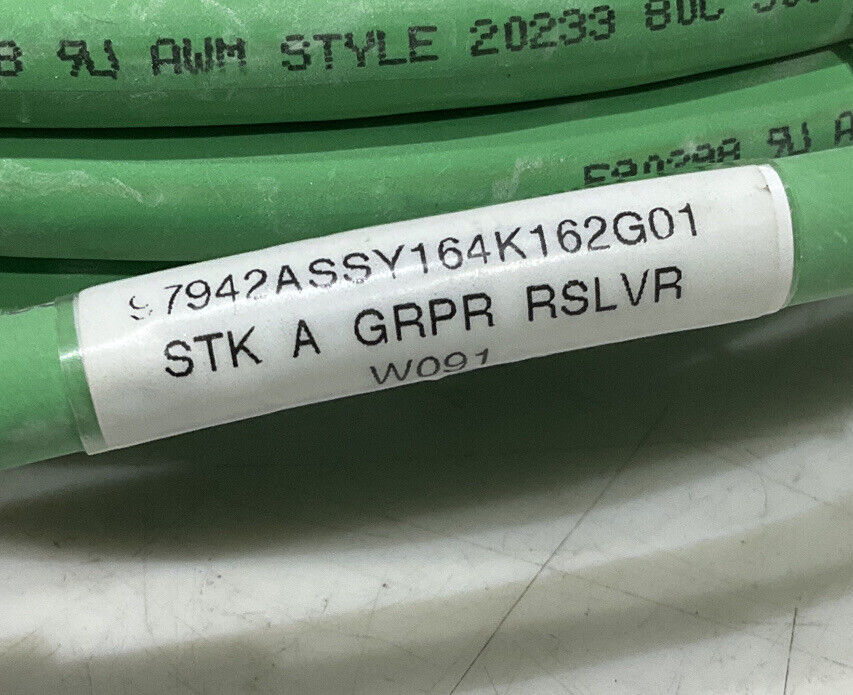 AWM STYLE 20233 80C
97942ASSY164K162G01
STK A GRPR RSLVR
W091